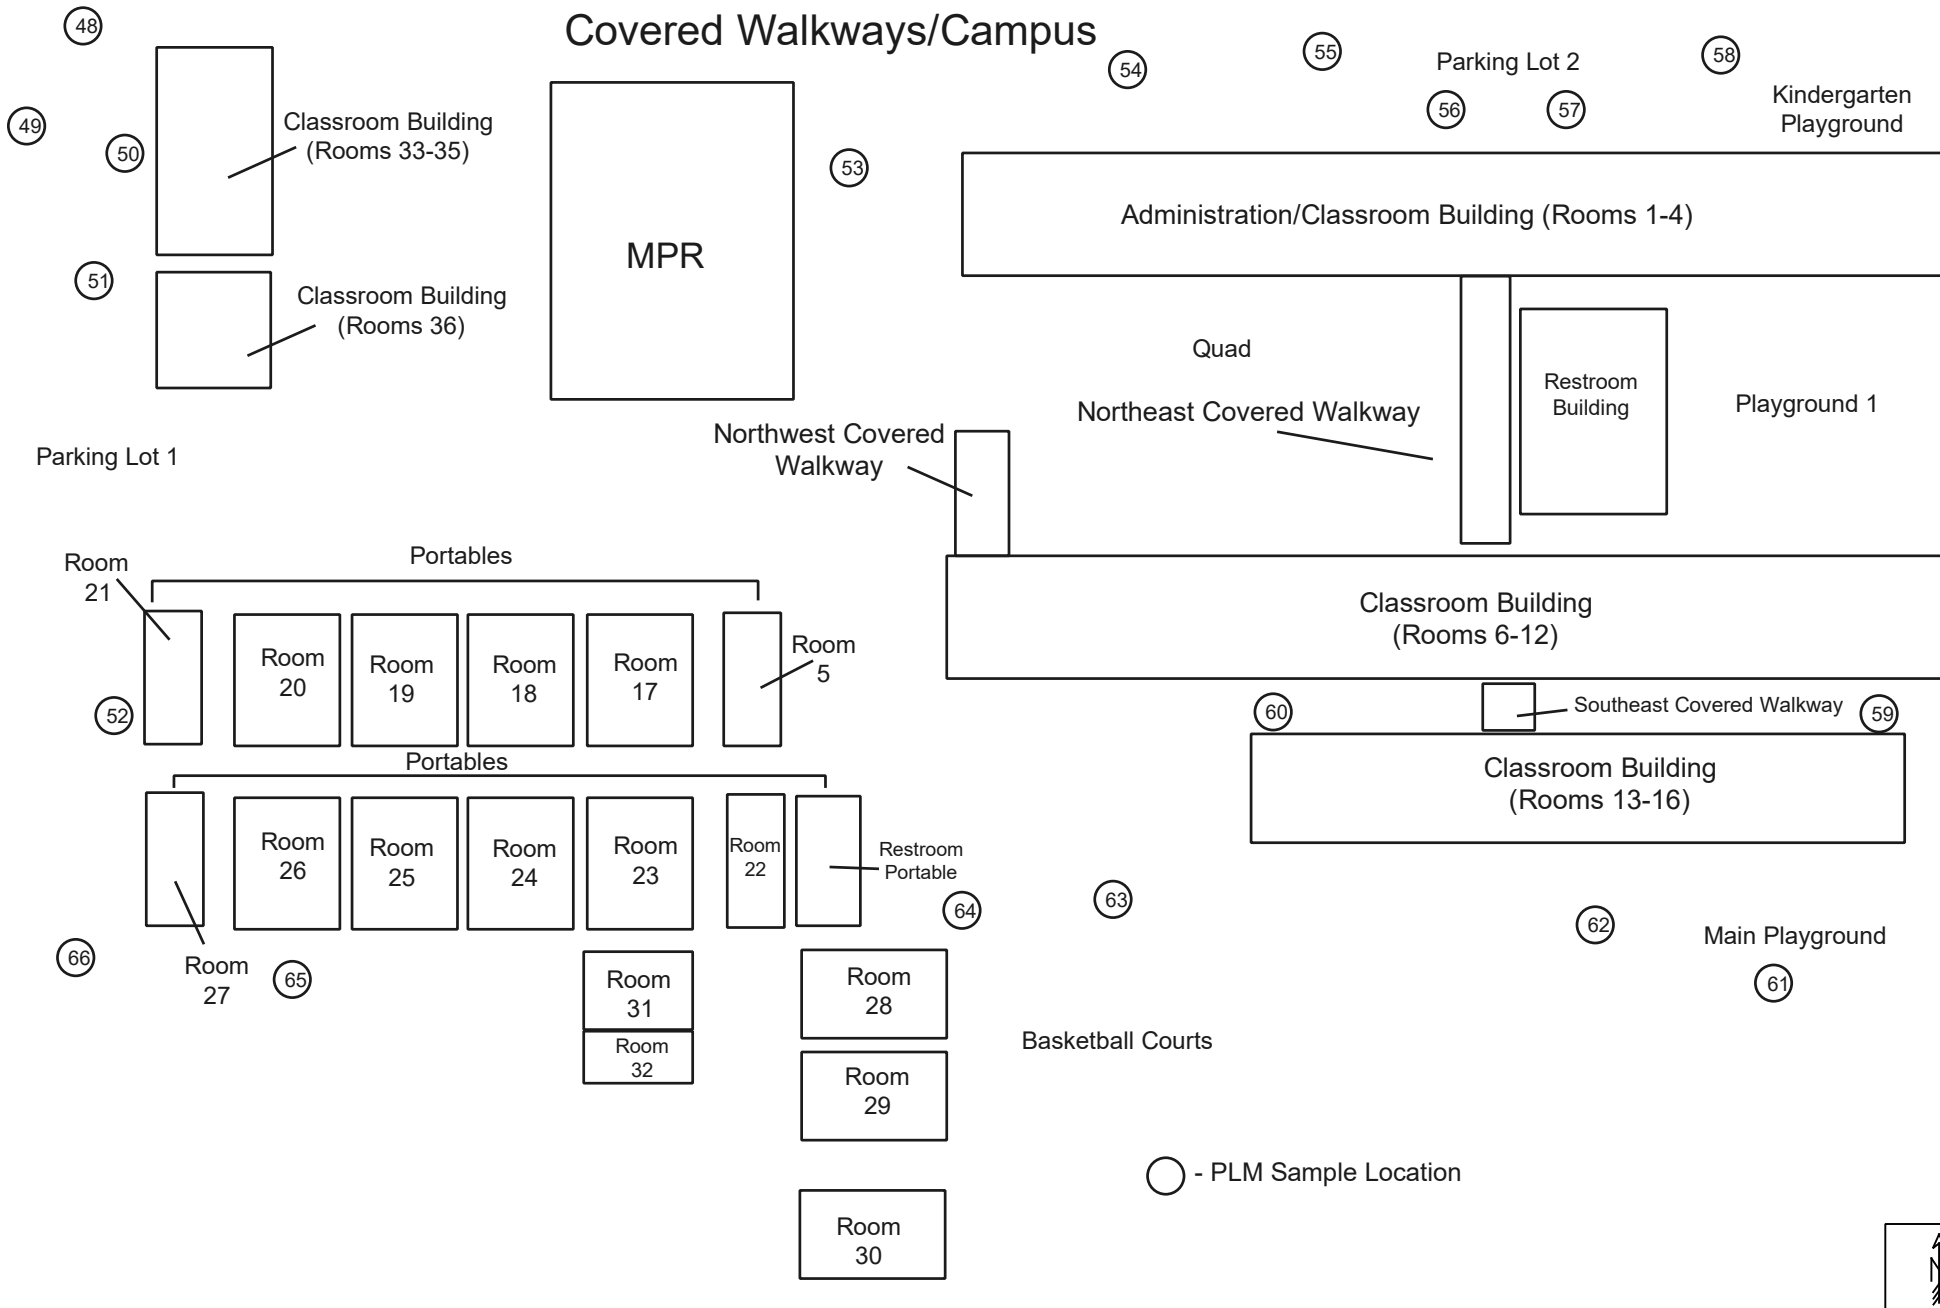 Covered Walkways/Campus
48
49
50
Classroom Building
(Rooms 33-35)
51
Classroom Building
(Rooms 36)
MPR
53
54
55
Parking Lot 2
56
57
58
Kindergarten
Playground
Administration/Classroom Building (Rooms 1-4)
Quad
Northeast Covered Walkway
Restroom
Building
Playground 1
Northwest Covered
Walkway
Parking Lot 1
Room
21
Portables
Room
20
Room
19
Room
18
Room
17
Room
5
52
Classroom Building
(Rooms 6-12)
60
Southeast Covered Walkway
59
Classroom Building
(Rooms 13-16)
Portables
Room
26
Room
25
Room
24
Room
23
Room
22
Restroom
Portable
64
63
62
Main Playground
61
66
Room
27
65
Room
31
Room
32
Room
28
Room
29
Basketball Courts
- PLM Sample Location
Room
30
N